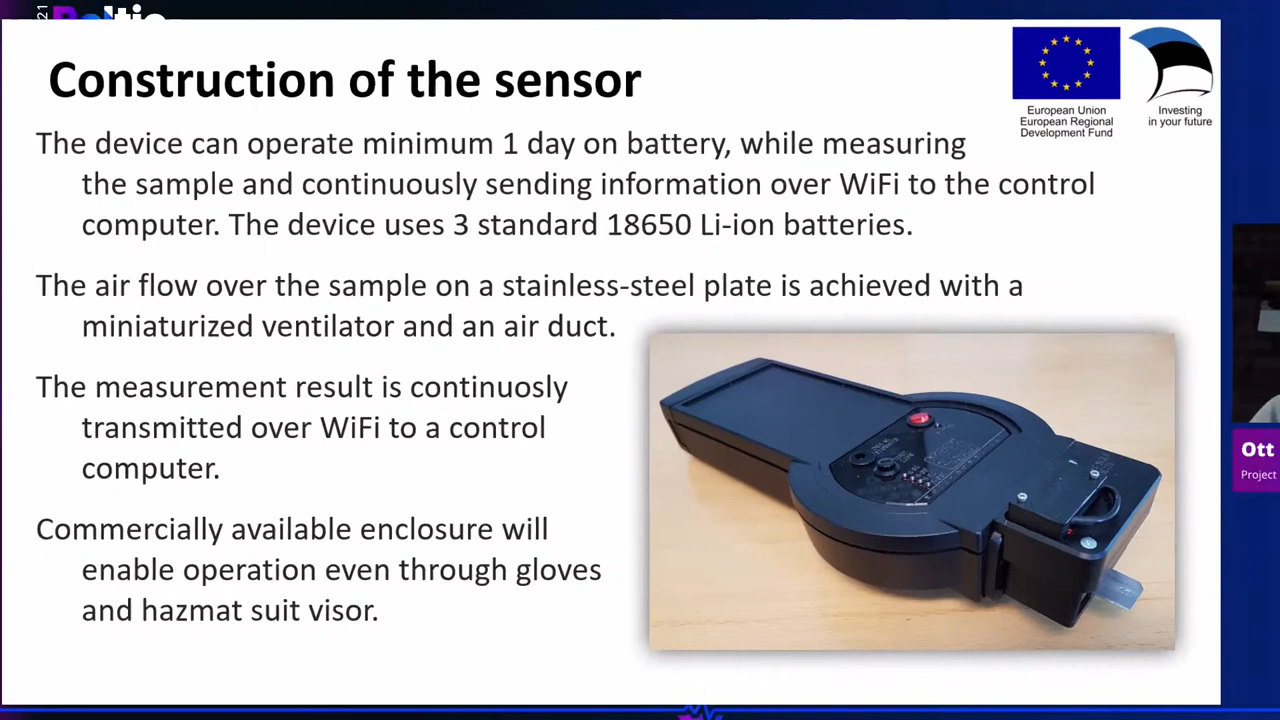 21
Baltic
Construction of the sensor
European Union
European Regional
Development Fund
Investing
in your future
The device can operate minimum 1 day on battery, while measuring
the sample and continuously sending information over WiFi to the control
computer. The device uses 3 standard 18650 Li-ion batteries.
The air flow over the sample on a stainless-steel plate is achieved with a
miniaturized ventilator and an air duct.
The measurement result is continuosly
transmitted over WiFi to a control
computer.
Commercially available enclosure will
enable operation even through gloves
and hazmat suit visor.
Ott
Project